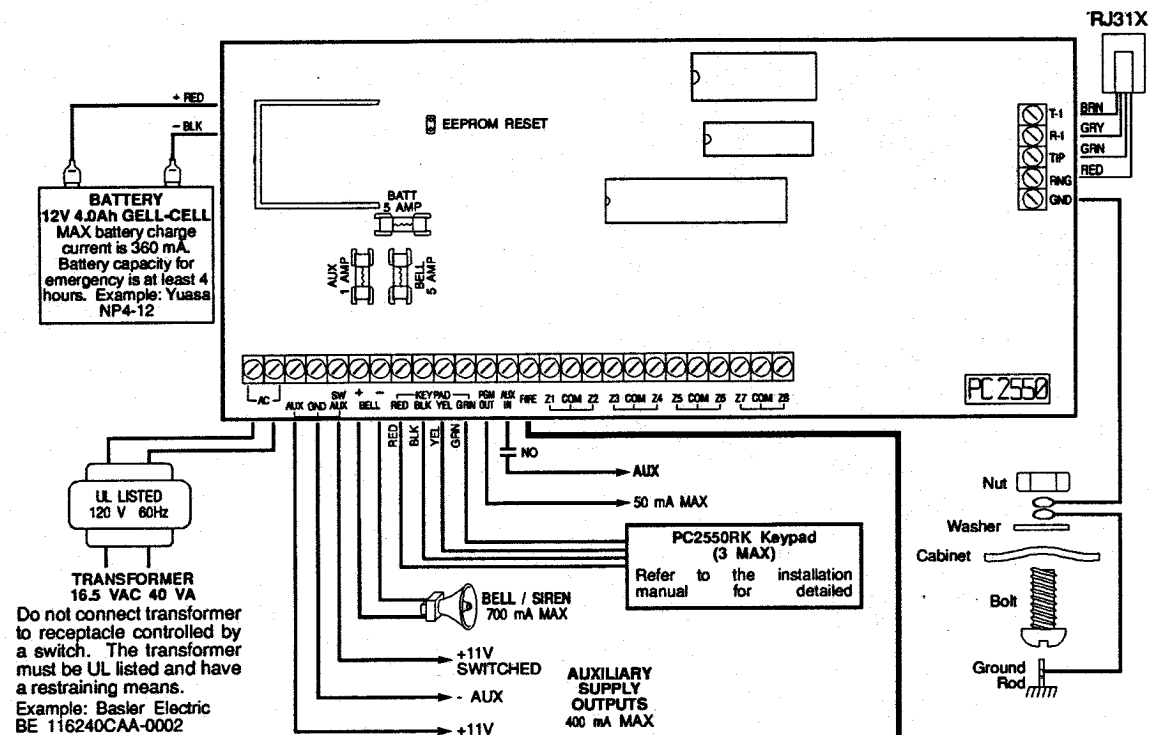 RJ31X
+ RED
- BLK
EEPROM RESET
BATT
5 AMP
AUX
1 AMP
BELL
5 AMP
T-1
R-1
TIP
RNG
GND
BRN
GRY
GRN
RED
BATTERY
12V 4.0Ah GELL-CELL
MAX battery charge
current is 360 mA.
Battery capacity for
emergency is at least 4
hours. Example: Yuasa
NP4-12
PC 2550
AC
AUX GND SW AUX
+ -
BELL
KEYPAD
RED BLK YEL GRN
PGM OUT
AUX IN
FIRE
Z1 COM Z2
Z3 COM Z4
Z5 COM Z6
Z7 COM Z8
RED
BLK
YEL
GRN
NO
AUX
50 mA MAX
UL LISTED
120 V 60Hz
TRANSFORMER
16.5 VAC 40 VA
Do not connect transformer
to receptacle controlled by
a switch. The transformer
must be UL listed and have
a restraining means.
Example: Basler Electric
BE 116240CAA-0002
PC2550RK Keypad
(3 MAX)
Refer to the installation
manual for detailed
BELL / SIREN
700 mA MAX
+11V
SWITCHED
- AUX
+11V
AUXILIARY
SUPPLY
OUTPUTS
400 mA MAX
Nut
Washer
Cabinet
Bolt
Ground
Rod